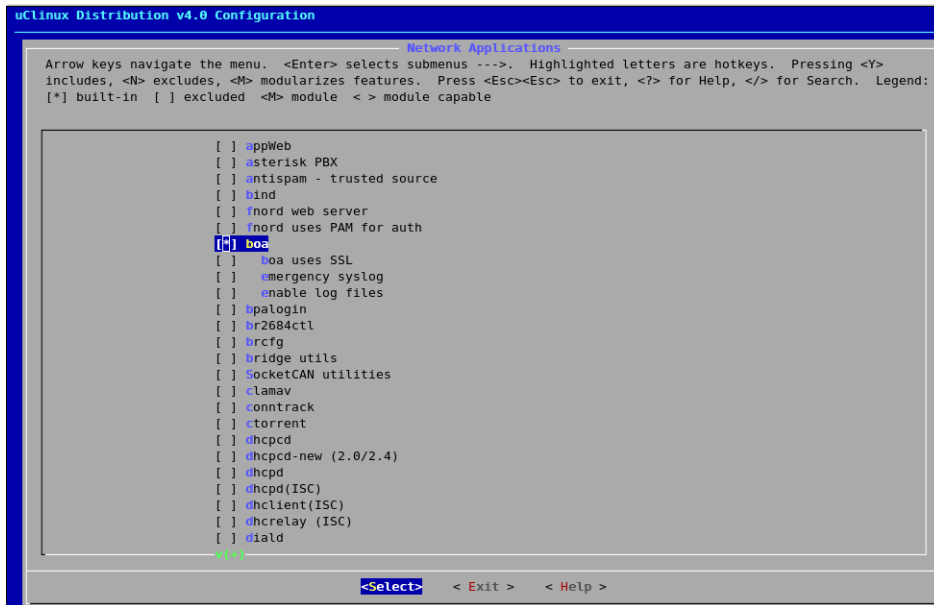 uClinux Distribution v4.0 Configuration
Network Applications
Arrow keys navigate the menu.  <Enter> selects submenus --->.  Highlighted letters are hotkeys.  Pressing <Y>
includes, <N> excludes, <M> modularizes features.  Press <Esc><Esc> to exit, <?> for Help, </> for Search.  Legend:
[*] built-in  [ ] excluded  <M> module  < > module capable
[ ] appWeb
[ ] asterisk PBX
[ ] antispam - trusted source
[ ] bind
[ ] fnord web server
[ ] fnord uses PAM for auth
[*] boa
[ ]   boa uses SSL
[ ]   emergency syslog
[ ]   enable log files
[ ] bpalogin
[ ] br2684ctl
[ ] brcfg
[ ] bridge utils
[ ] SocketCAN utilities
[ ] clamav
[ ] conntrack
[ ] ctorrent
[ ] dhcpcd
[ ] dhcpcd-new (2.0/2.4)
[ ] dhcpd
[ ] dhcpd(ISC)
[ ] dhclient(ISC)
[ ] dhcrelay (ISC)
[ ] diald
v(+)
<Select>    < Exit >    < Help >